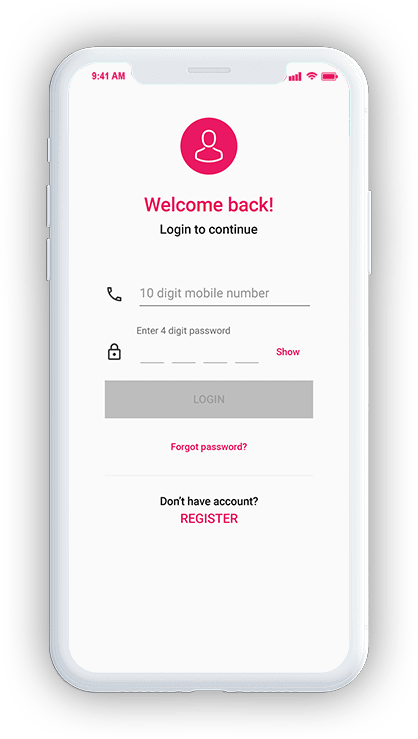 9:41 AM
Welcome back!
Login to continue
10 digit mobile number
Enter 4 digit password
Show
LOGIN
Forgot password?
Don't have account?
REGISTER